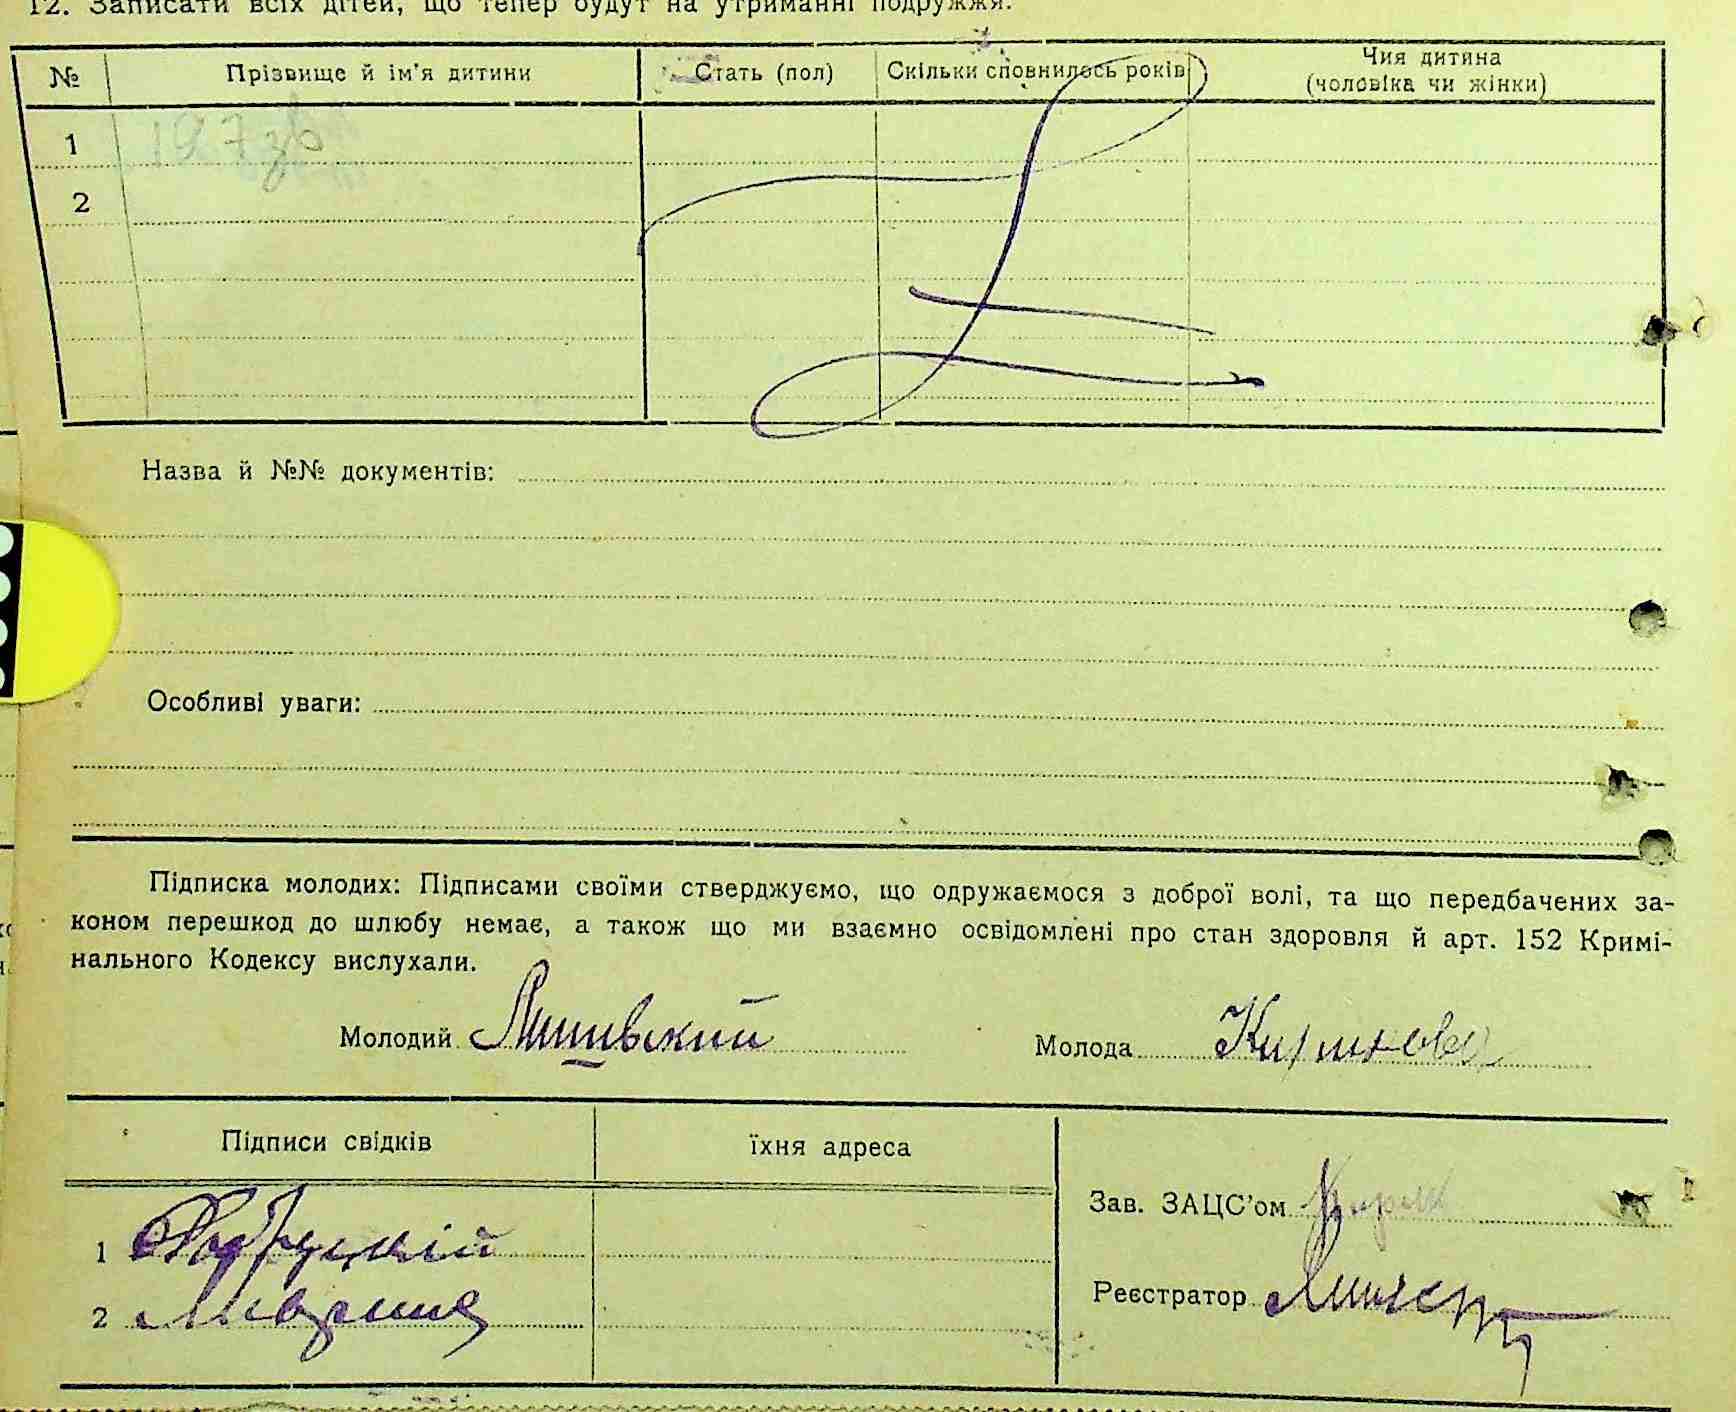 12. Записати всіх дітей, що тепер будут на утриманні подружжя.
№ Прізвище й ім'я дитини Стать (пол) Скільки сповнилось років Чия дитина
(чоловіка чи жінки)
1
2
Назва й №№ документів:
Особливі уваги:
Підписка молодих: Підписами своїми стверджуємо, що одружаємося з доброї волі, та що передбачених за-
коном перешкод до шлюбу немає, а також що ми взаємно освідомлені про стан здоровля й арт. 152 Кримі-
нального Кодексу вислухали.
Молодий Молода
Підписи свідків їхня адреса
Зав. ЗАЦС'ом
1
Реєстратор
2